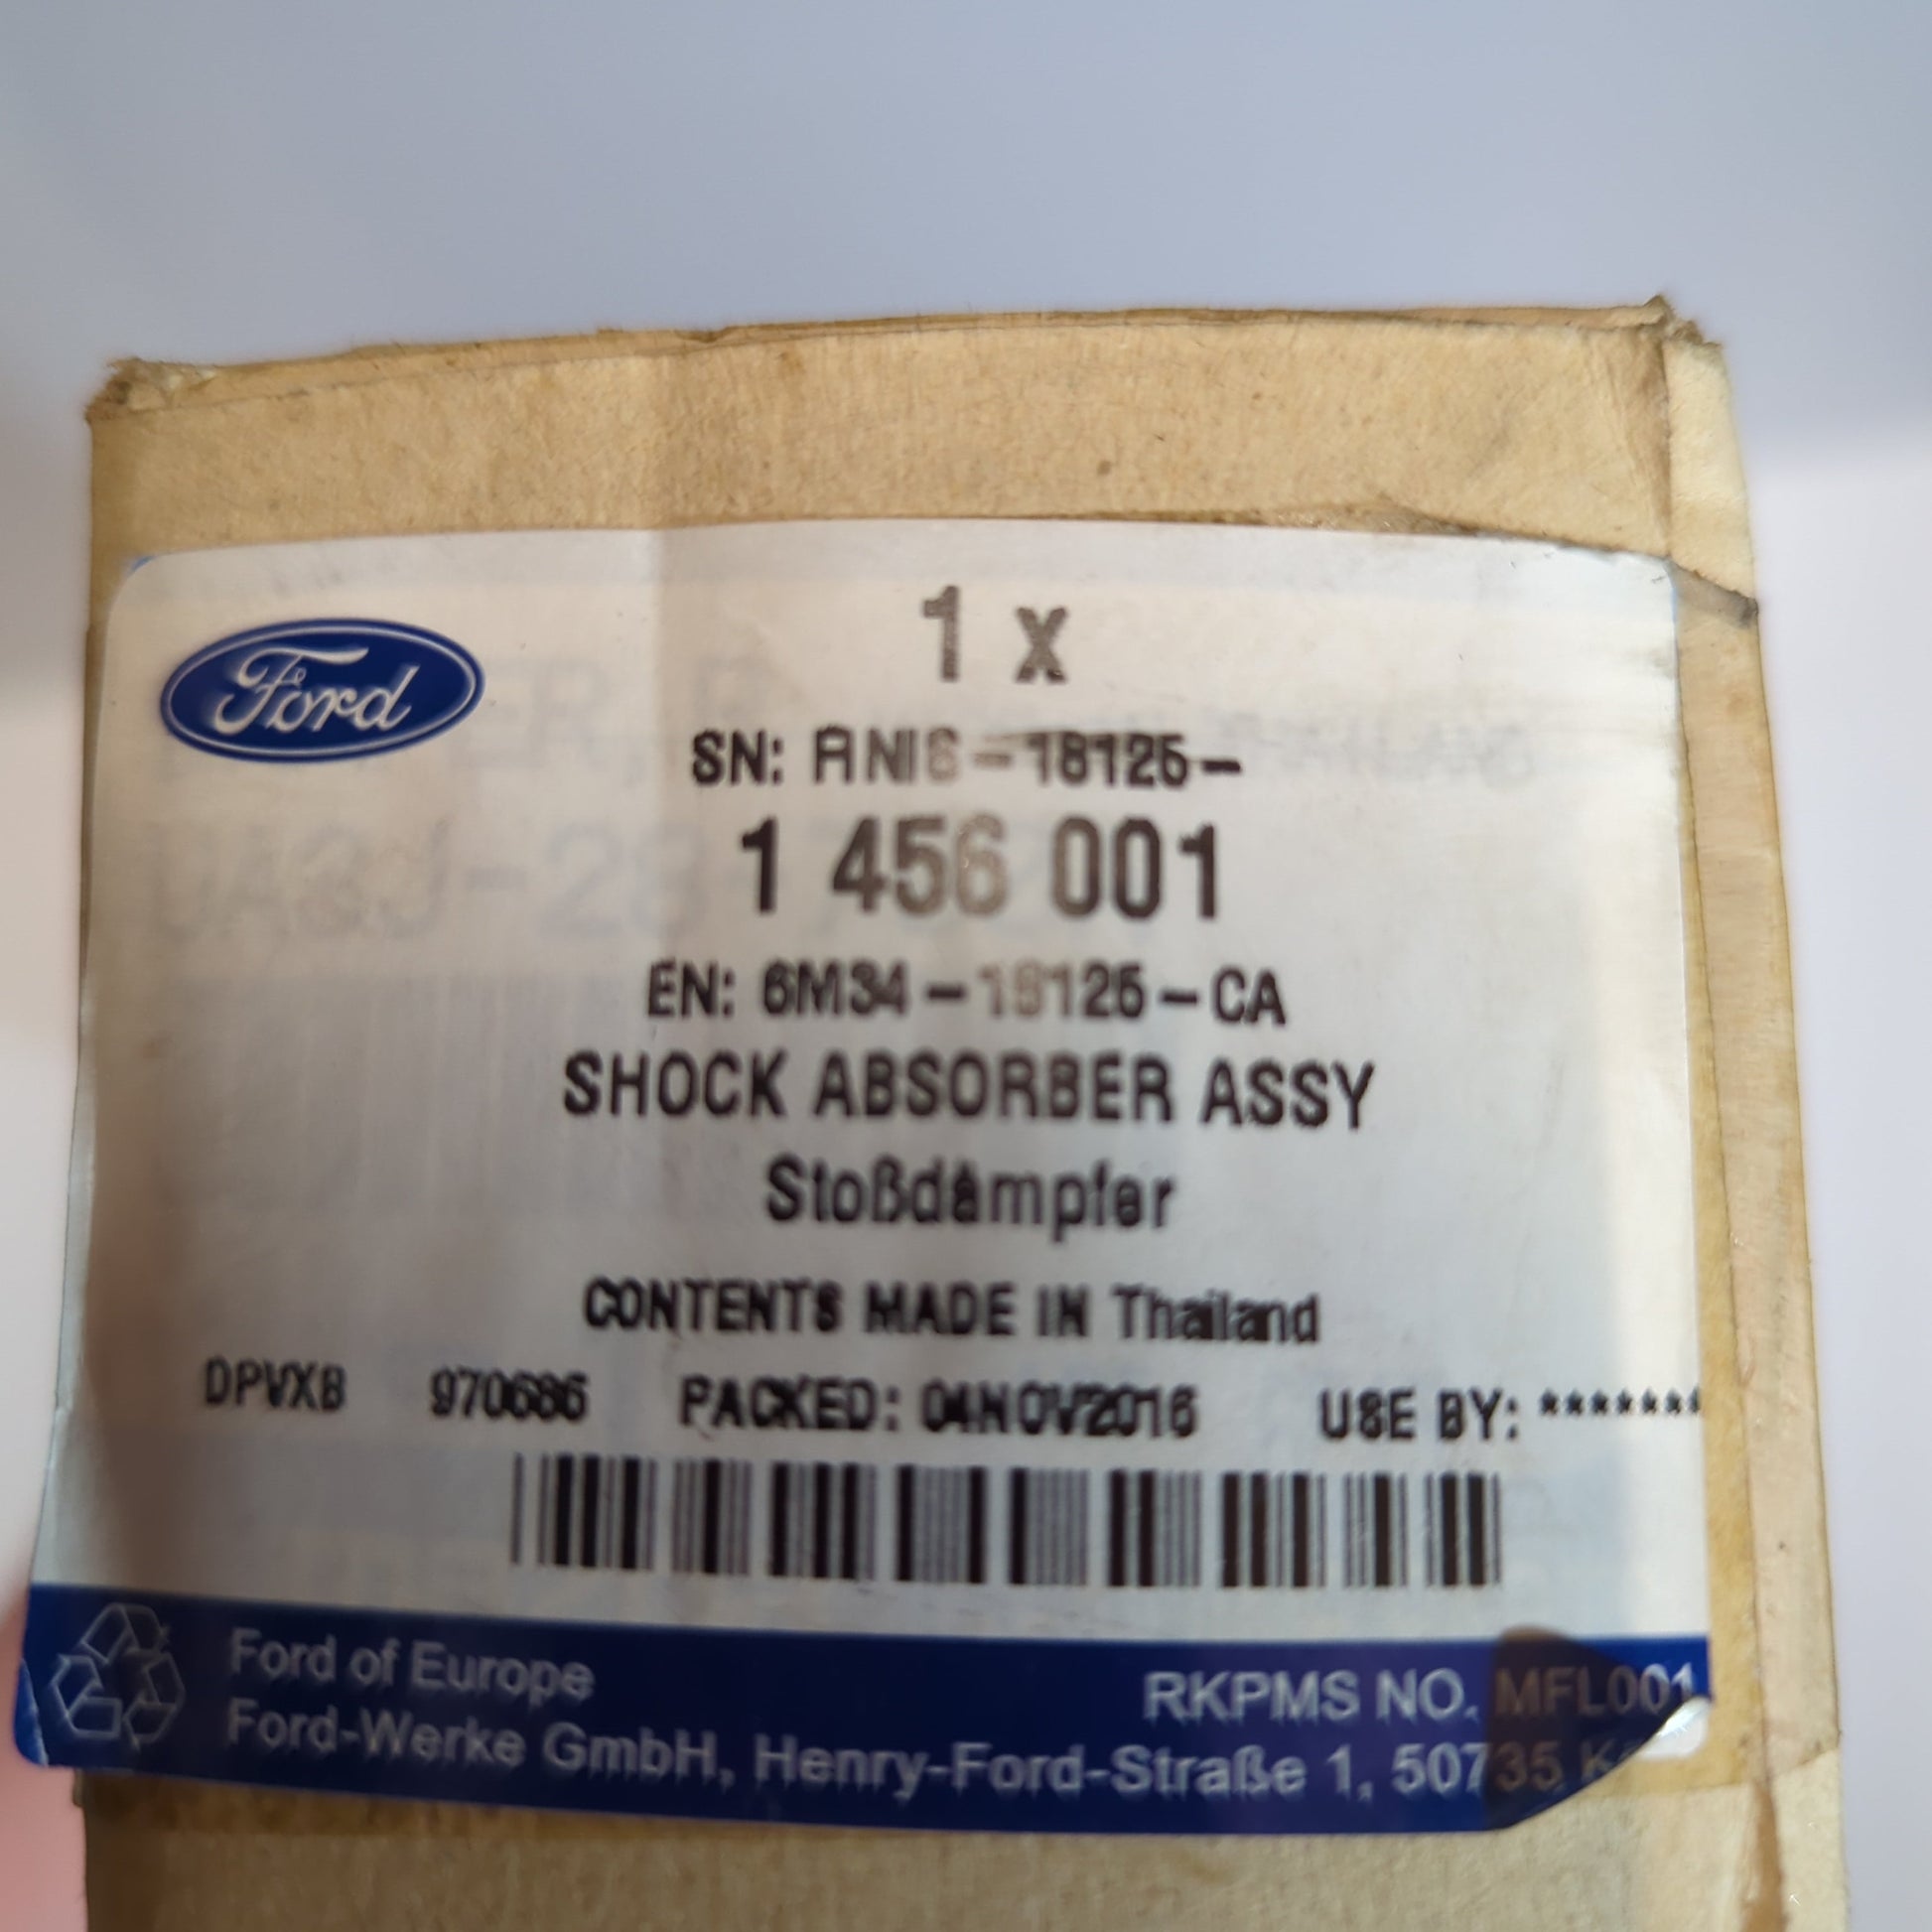 Ford
1 x
SN: ANI6-18125-
1 456 001
EN: 6M34-18125-CA
SHOCK ABSORBER ASSY
Stoßdämpfer
CONTENTS MADE IN Thailand
DPVXB 970686 PACKED: 04NOV2016 USE BY: *******
Ford of Europe
RKPMS NO. MFL001
Ford-Werke GmbH, Henry-Ford-Straße 1, 50735